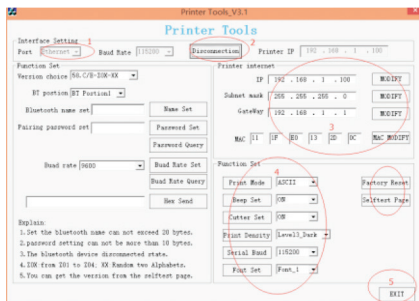 Printer Tools_V3.1
Printer Tools
Interface Setting
Port Ethernet 1 Baud Rate 115200 Disconnection 2 Printer IP 192 .168 . 1 .100
Function Set
Version choice 50.C/E-ZOX-XX
BT portion BT Portion1
Bluetooth name set Name Set
Pairing password set Password Set
Password Query
Buad rate 9600 Buad Rate Set
Buad Rate Query
Hex Send
Explain:
1.Set the bluetooth name can not exceed 20 bytes.
2.password setting can not be more than 10 bytes.
3.The bluetooth device disconnected state.
4.ZOX from Z01 to Z04; XX Random two Alphabets.
5.You can get the version from the selftest page.
Printer internet
IP 192 .168 . 1 .100 MODIFY
Subnet mask 255 .255 .255 . 0 MODIFY
GateWay 192 .168 . 1 . 1 MODIFY
3
MAC 11 1F E0 13 2D 0C MAC MODIFY
Function Set
4
Print Mode ASCII Factory Reset
Beep Set ON Selftest Page
Cutter Set ON
Print Density Level3_Dark
Serial Baud 115200
Font Set Font_1
5
EXIT